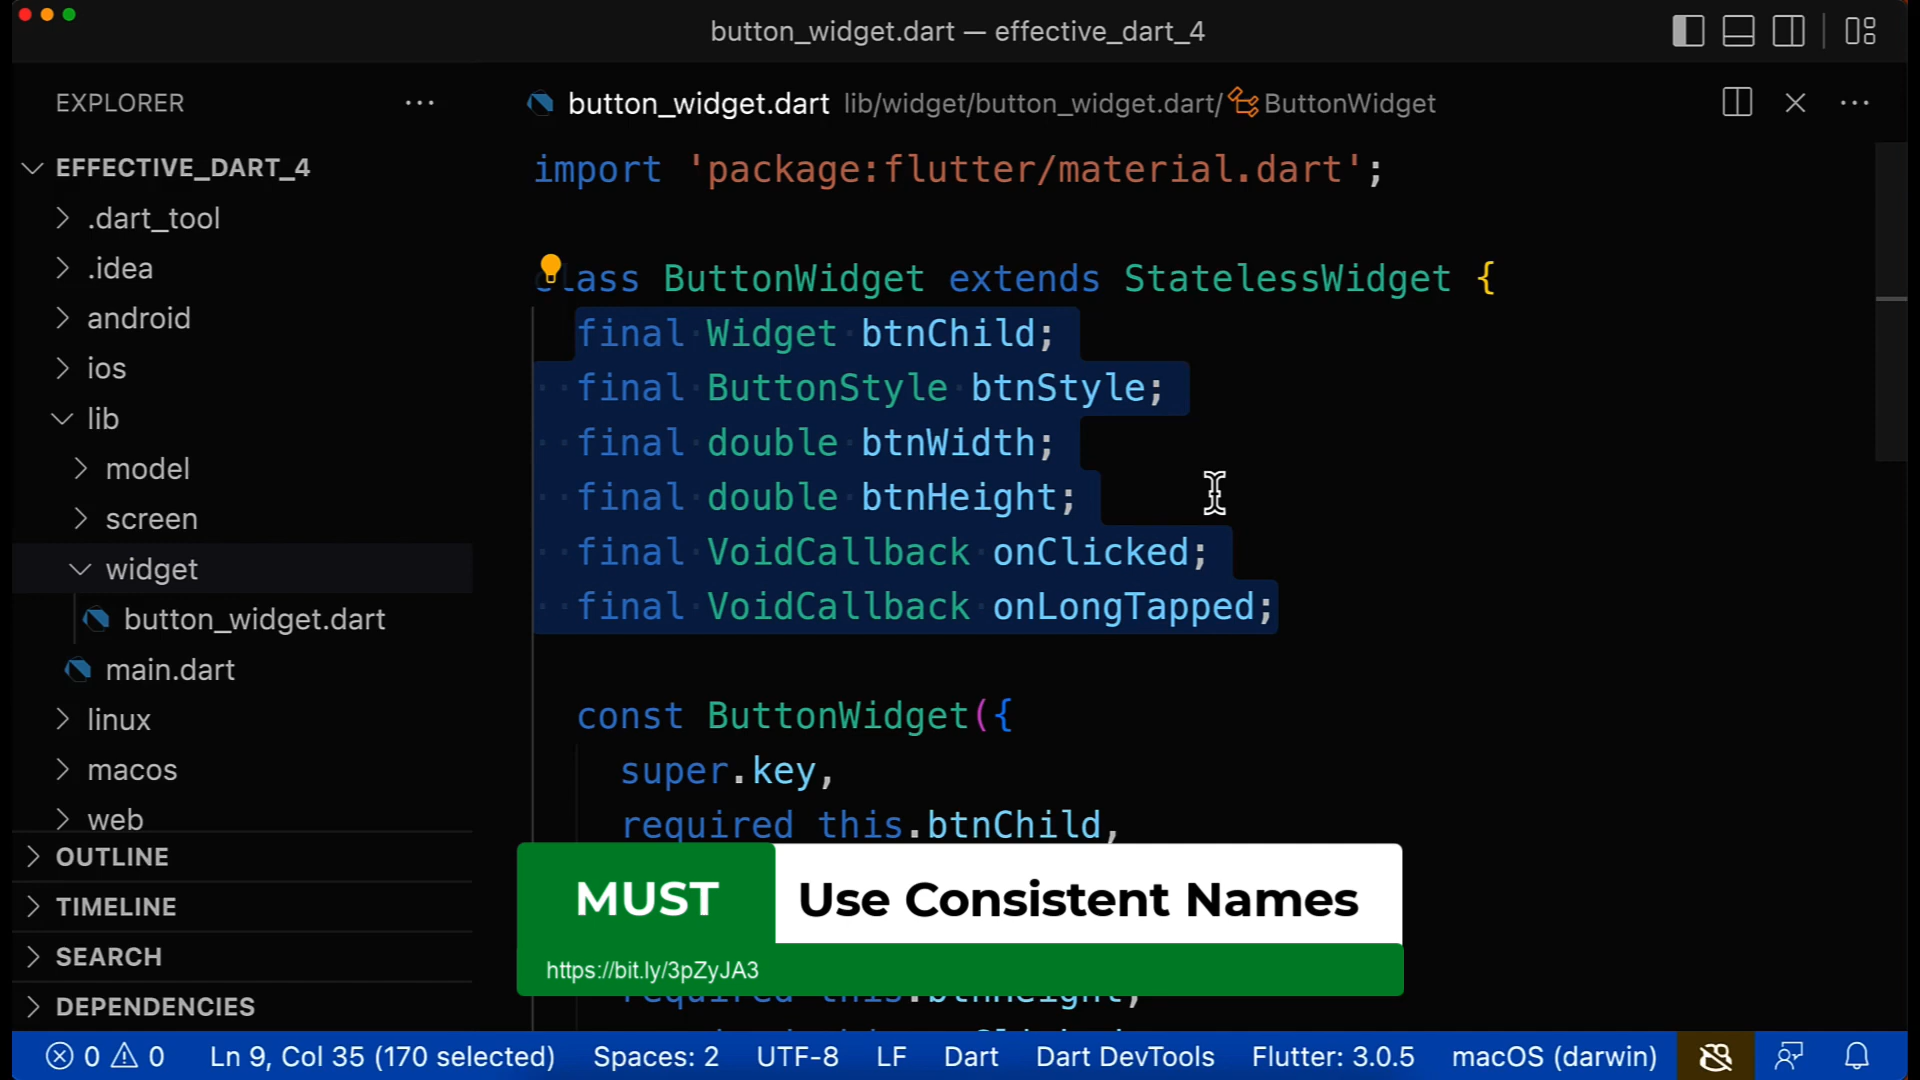 button_widget.dart — effective_dart_4
EXPLORER
button_widget.dart lib/widget/button_widget.dart/ ButtonWidget
EFFECTIVE_DART_4
.dart_tool
.idea
android
ios
lib
model
screen
widget
button_widget.dart
main.dart
linux
macos
web
OUTLINE
TIMELINE
SEARCH
DEPENDENCIES
import 'package:flutter/material.dart';
class ButtonWidget extends StatelessWidget {
final Widget btnChild;
final ButtonStyle btnStyle;
final double btnWidth;
final double btnHeight;
final VoidCallback onClicked;
final VoidCallback onLongTapped;
const ButtonWidget({
super.key,
required this.btnChild,
MUST Use Consistent Names
https://bit.ly/3pZyJA3
required this.btnHeight,
0 0 Ln 9, Col 35 (170 selected) Spaces: 2 UTF-8 LF Dart Dart DevTools Flutter: 3.0.5 macOS (darwin)